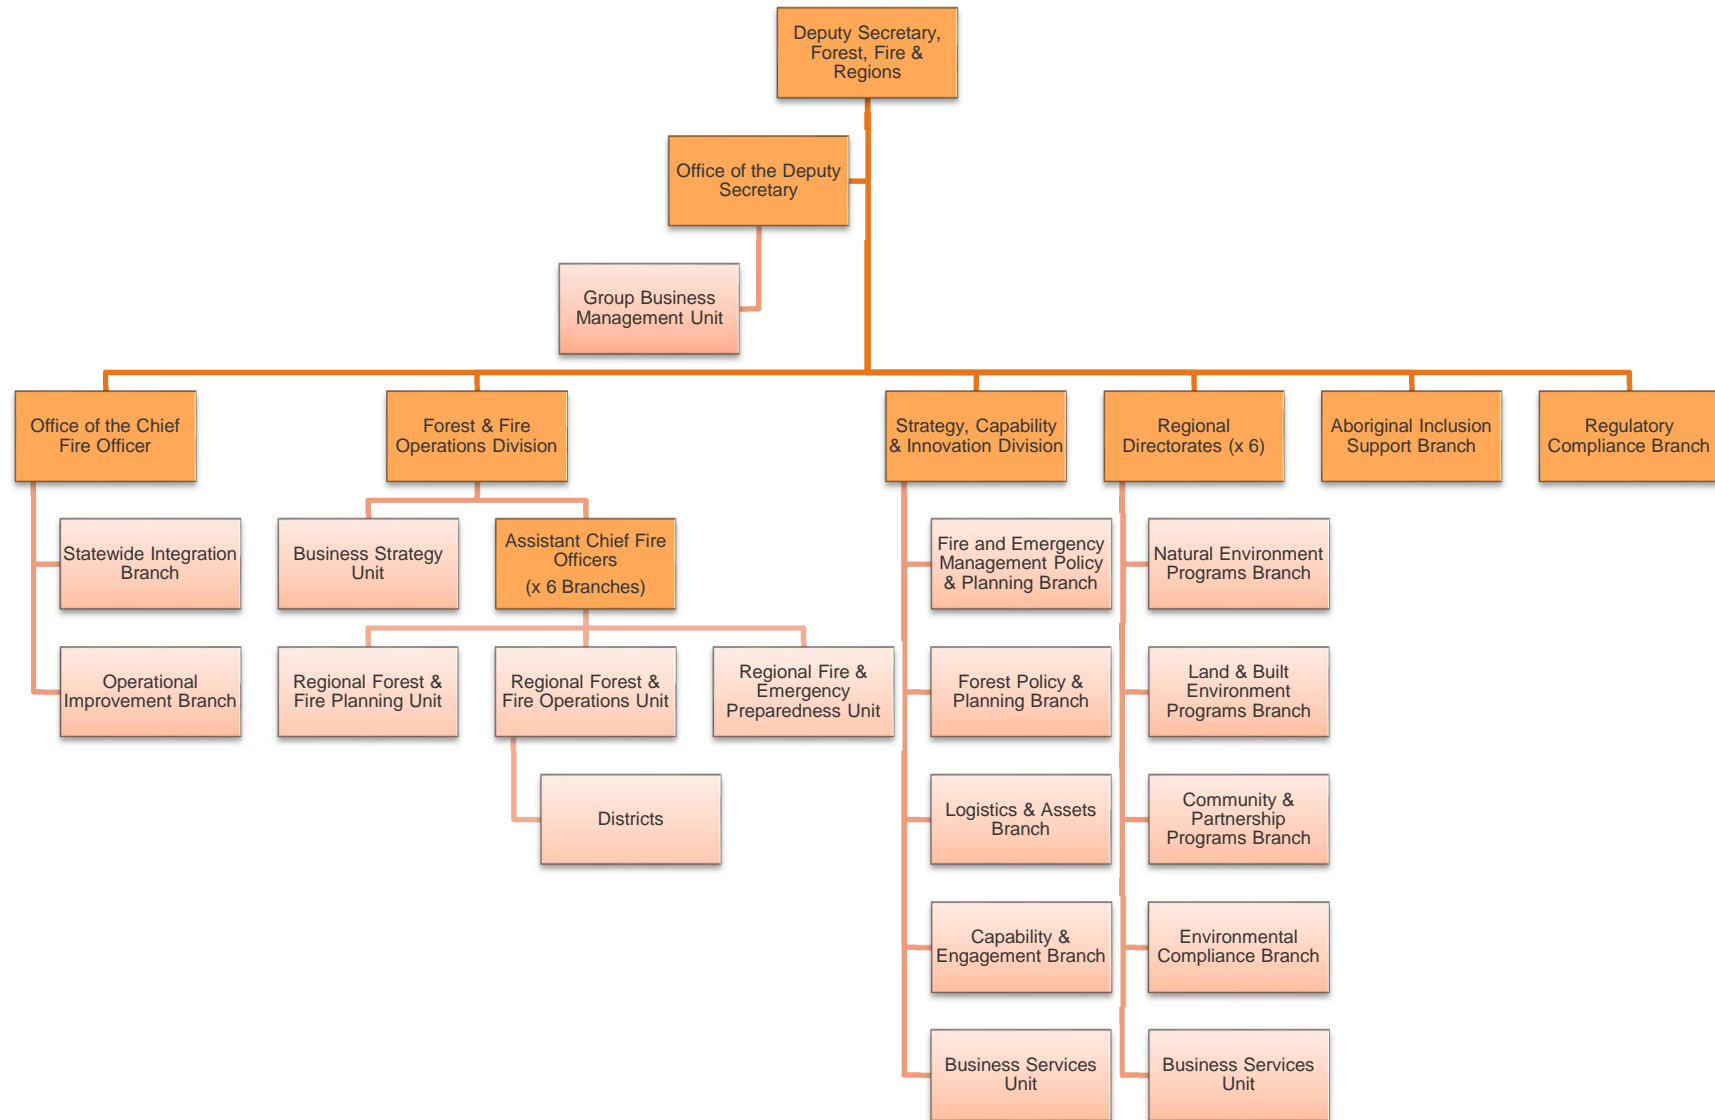 Deputy Secretary,
Forest, Fire &
Regions
Office of the Deputy
Secretary
Group Business
Management Unit
Office of the Chief
Fire Officer
Forest & Fire
Operations Division
Strategy, Capability
& Innovation Division
Regional
Directorates (x 6)
Aboriginal Inclusion
Support Branch
Regulatory
Compliance Branch
Statewide Integration
Branch
Business Strategy
Unit
Assistant Chief Fire
Officers
(x 6 Branches)
Fire and Emergency
Management Policy
& Planning Branch
Natural Environment
Programs Branch
Operational
Improvement Branch
Regional Forest &
Fire Planning Unit
Regional Forest &
Fire Operations Unit
Regional Fire &
Emergency
Preparedness Unit
Forest Policy &
Planning Branch
Land & Built
Environment
Programs Branch
Districts
Logistics & Assets
Branch
Community &
Partnership
Programs Branch
Capability &
Engagement Branch
Environmental
Compliance Branch
Business Services
Unit
Business Services
Unit